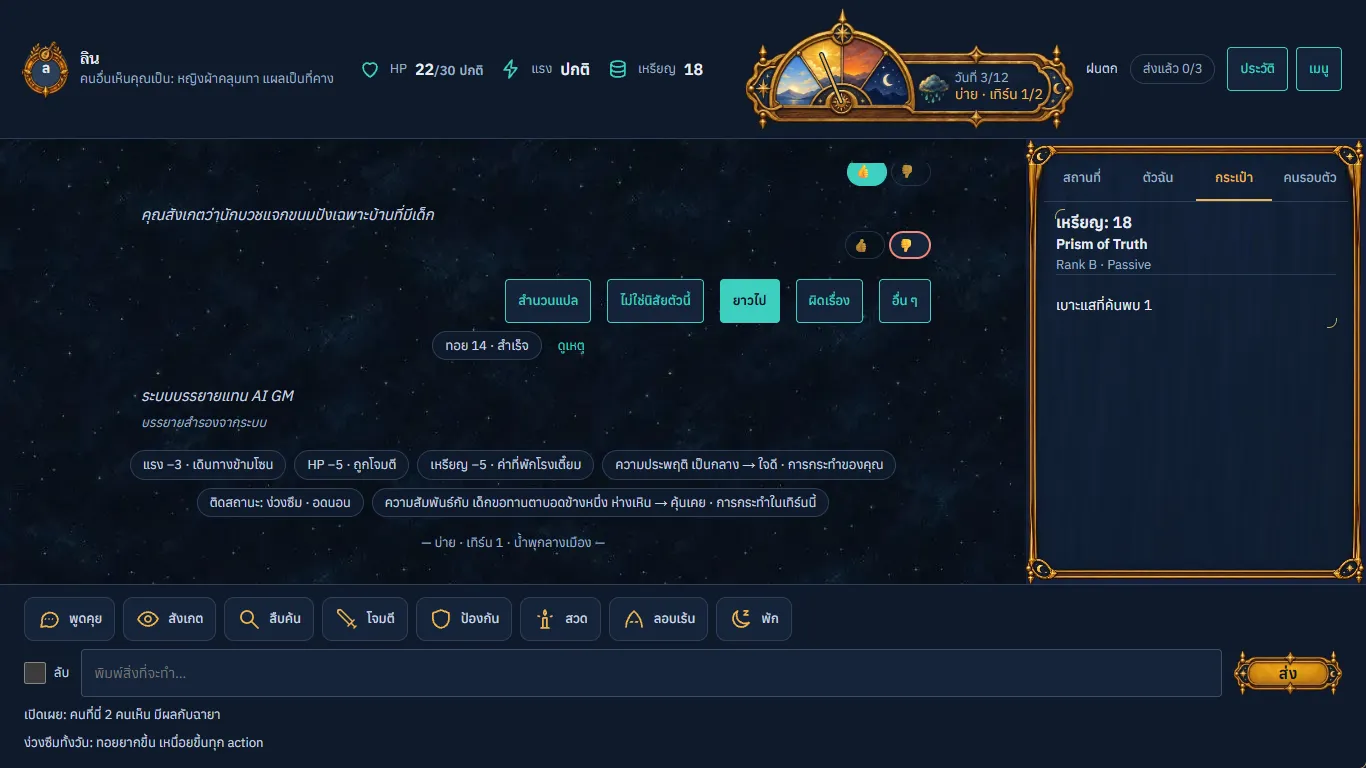 ล
ลิน
คนอื่นเห็นคุณเป็น: หญิงผ้าคลุมเทา แผลเป็นที่คาง
HP 22/30 ปกติ
แรง ปกติ
เหรียญ 18
วันที่ 3/12
บ่าย · เทิร์น 1/2
ฝนตก
ส่งแล้ว 0/3
ประวัติ
เมนู
คุณสังเกตว่านักบวชแจกขนมปังเฉพาะบ้านที่มีเด็ก
สำนวนแปล
ไม่ใช่นิสัยตัวนี้
ยาวไป
ผิดเรื่อง
อื่น ๆ
ทอย 14 · สำเร็จ
ดูเหตุ
ระบบบรรยายแทน AI GM
บรรยายสำรองจากระบบ
แรง −3 · เดินทางข้ามโซน
HP −5 · ถูกโจมตี
เหรียญ −5 · ค่าที่พักโรงเตี๊ยม
ความประพฤติ เป็นกลาง → ใจดี · การกระทำของคุณ
ติดสถานะ: ง่วงซึม · อดนอน
ความสัมพันธ์กับ เด็กขอทานตาบอดข้างหนึ่ง ห่างเหิน → คุ้นเคย · การกระทำในเทิร์นนี้
— บ่าย · เทิร์น 1 · น้ำพุกลางเมือง —
สถานที่
ตัวฉัน
กระเป๋า
คนรอบตัว
เหรียญ: 18
Prism of Truth
Rank B · Passive
เบาะแสที่ค้นพบ 1
พูดคุย
สังเกต
สืบค้น
โจมตี
ป้องกัน
สวด
ลอบเร้น
พัก
ลับ
พิมพ์สิ่งที่จะทำ...
ส่ง
เปิดเผย: คนที่นี่ 2 คนเห็น มีผลกับฉายา
ง่วงซึมทั้งวัน: ทอยยากขึ้น เหนื่อยขึ้นทุก action